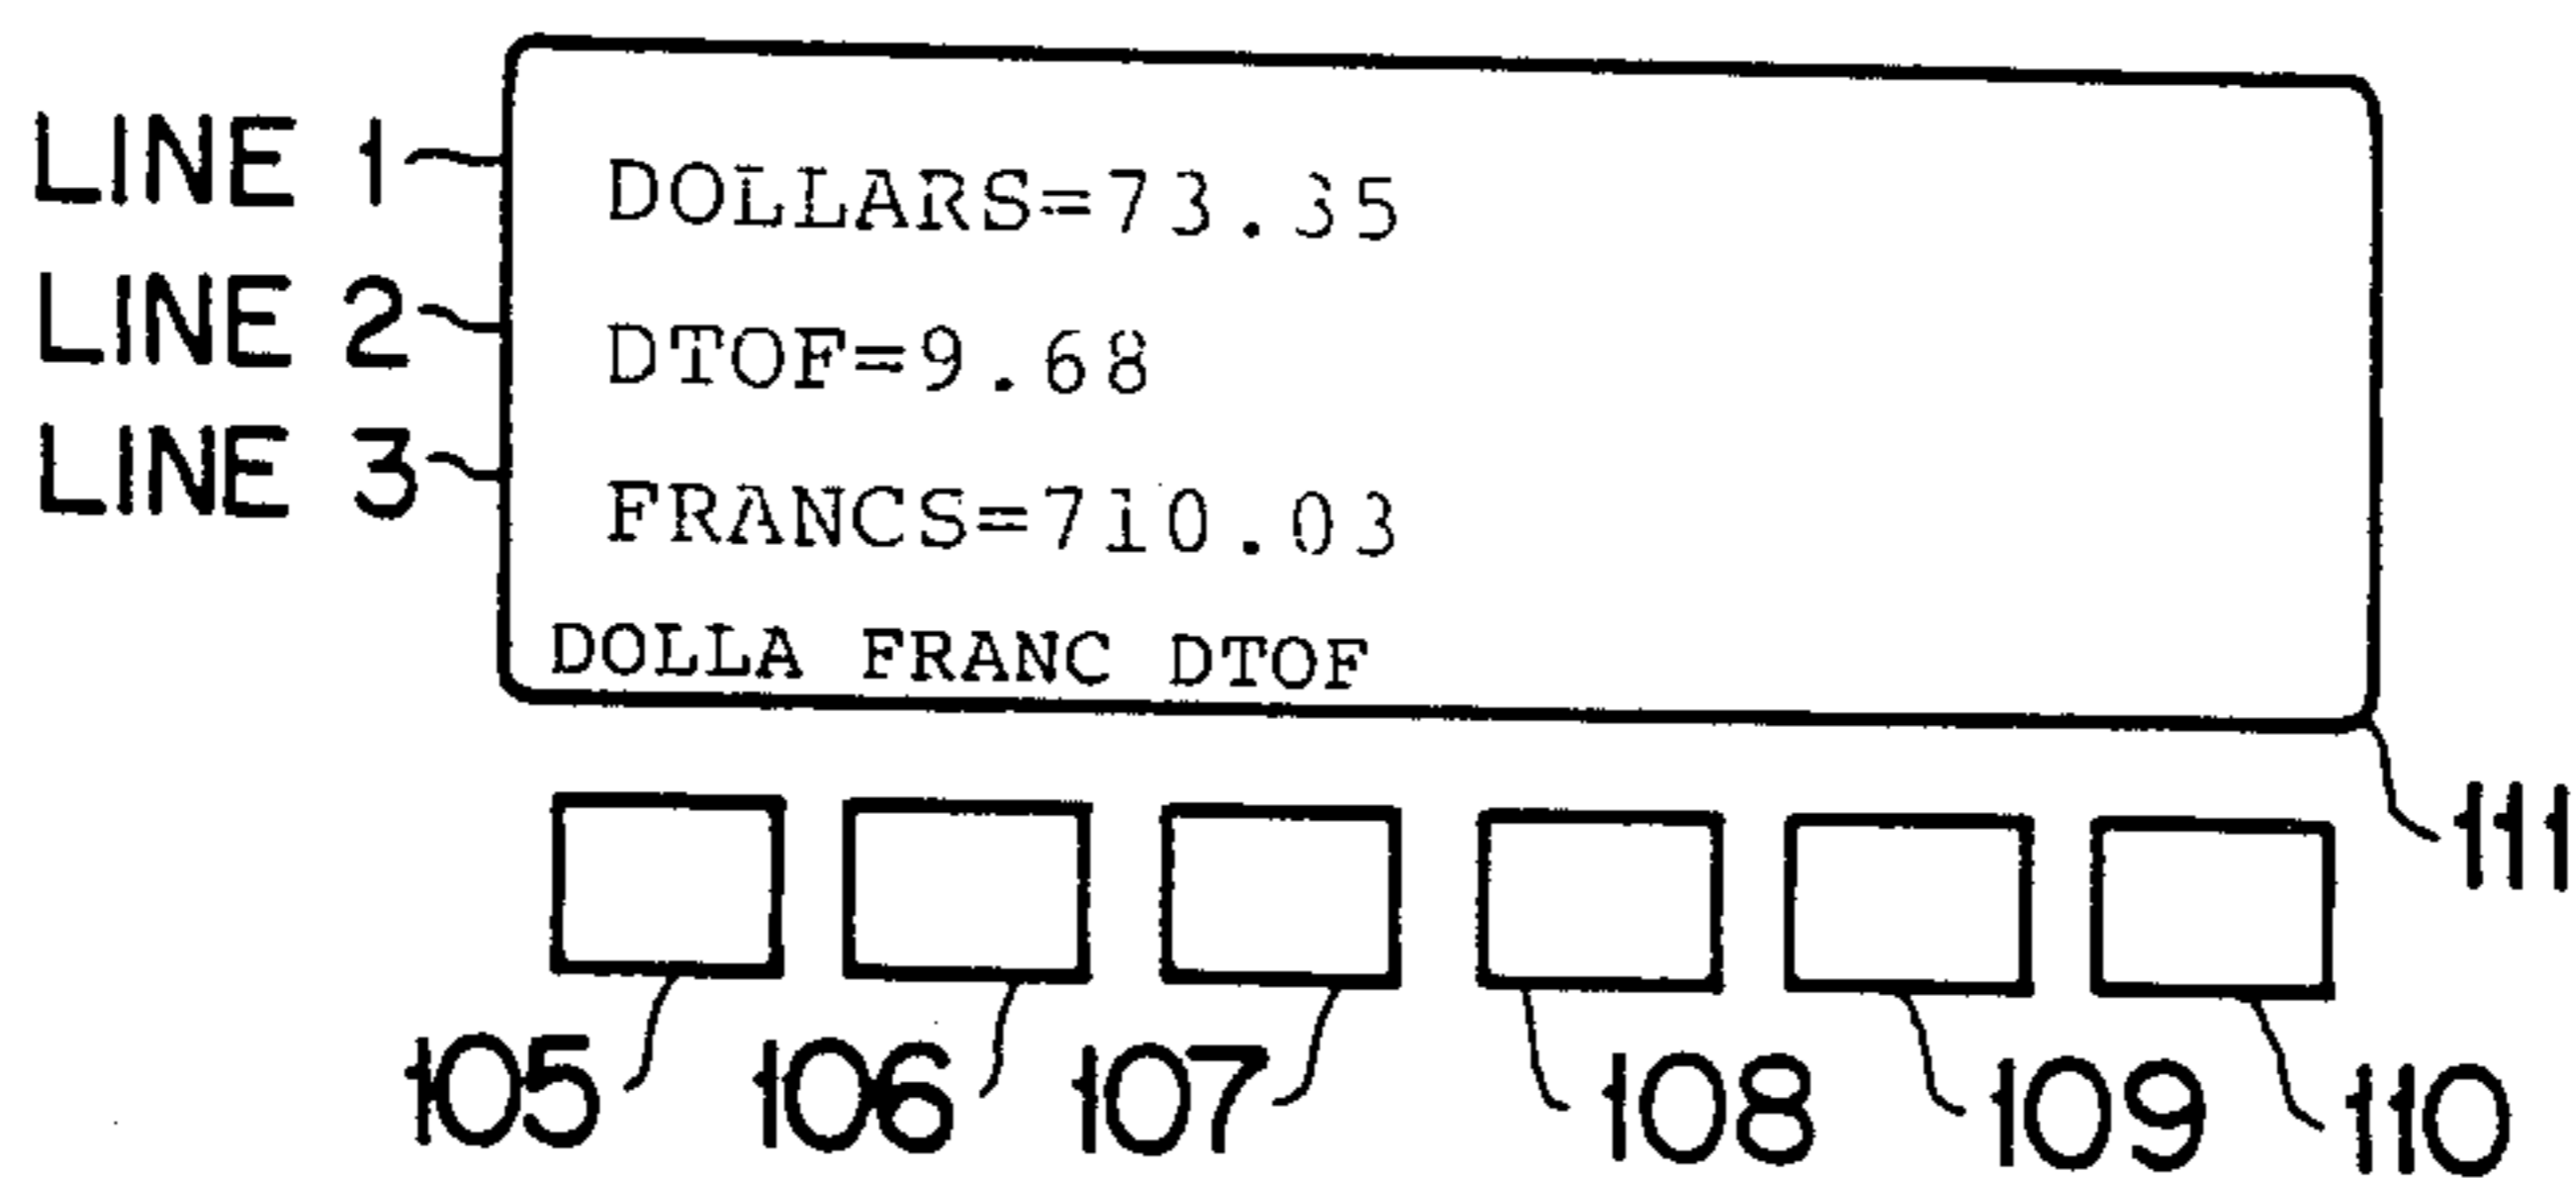 LINE 1 DOLLARS=73.35
LINE 2 DTOF=9.68
LINE 3 FRANCS=710.03
DOLLA FRANC DTOF
111
105 106 107 108 109 110